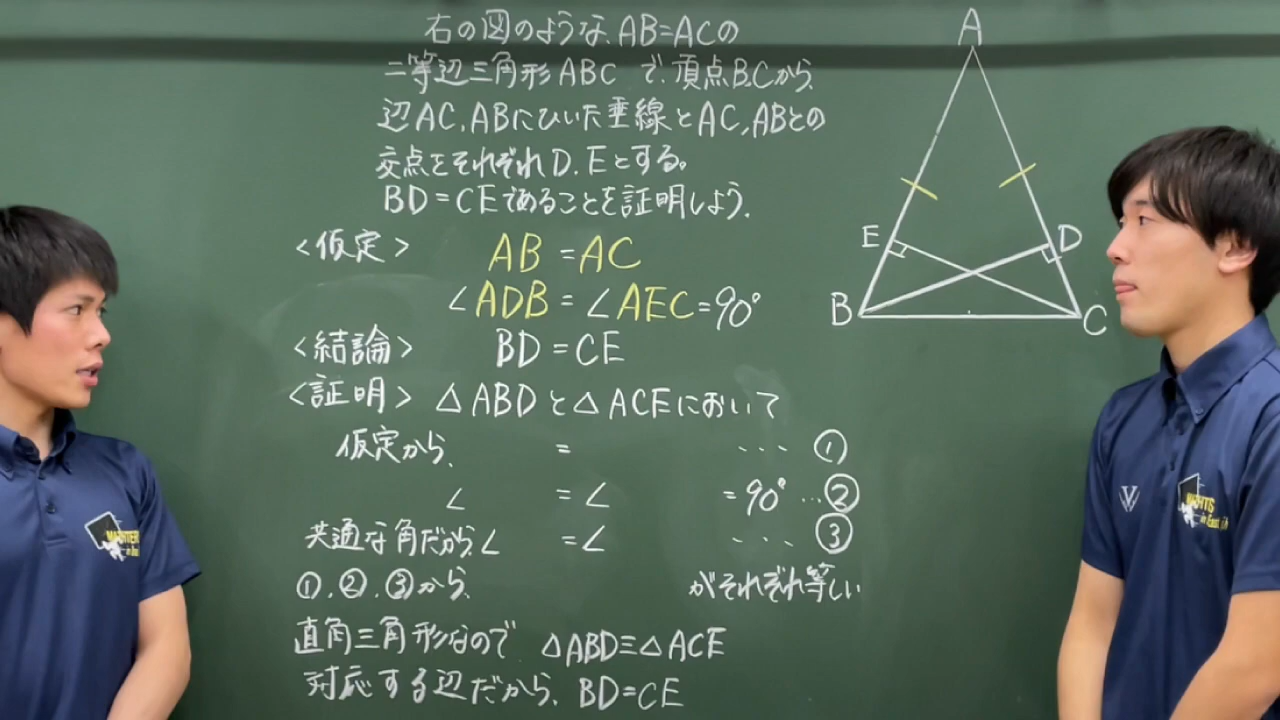 右の図のような、AB=ACの
二等辺三角形ABCで、頂点B,Cから、
辺AC,ABにひいた垂線とAC,ABとの
交点をそれぞれD,Eとする。
BD=CEであることを証明しよう。
<仮定> AB=AC
∠ADB=∠AEC=90°
<結論> BD=CE
<証明> △ABDと△ACEにおいて
仮定から、 = … ①
∠ =∠ =90° …②
共通な角だから∠ =∠ … ③
①,②,③から、 がそれぞれ等しい
直角三角形なので △ABD≡△ACE
対応する辺だから、BD=CE
A
E
D
B
C